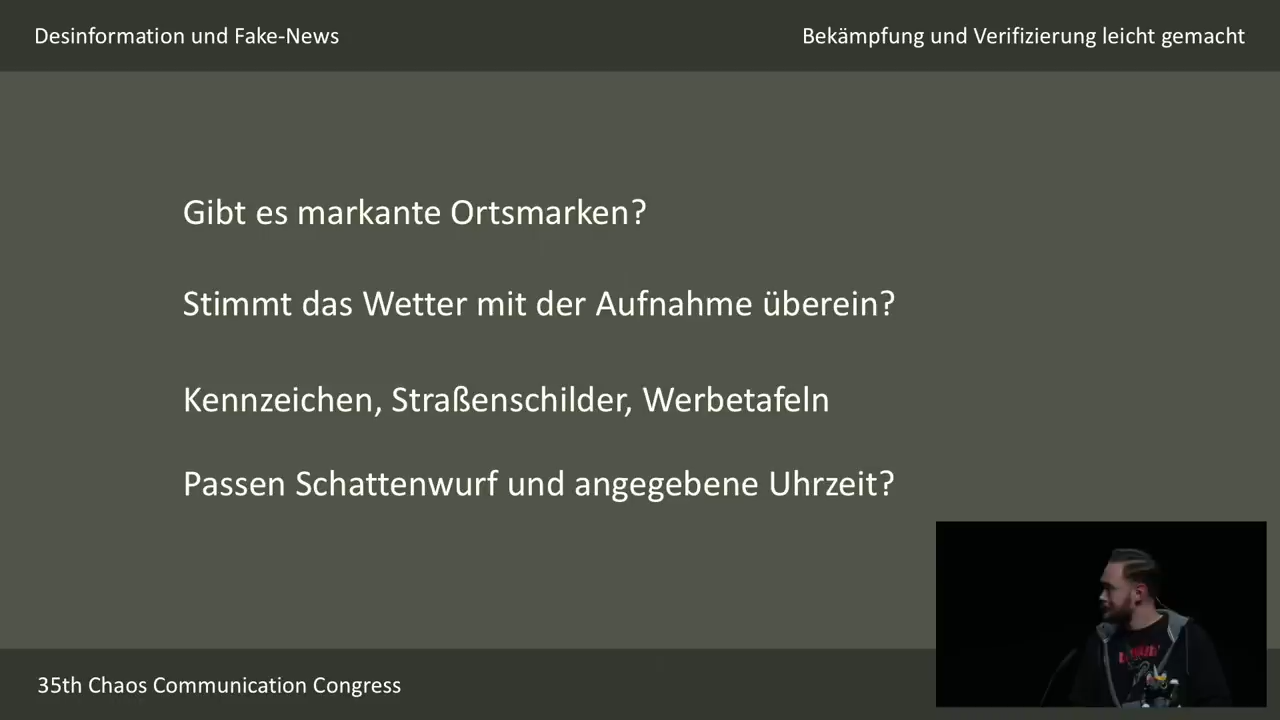 Desinformation und Fake-News
Bekämpfung und Verifizierung leicht gemacht
Gibt es markante Ortsmarken?
Stimmt das Wetter mit der Aufnahme überein?
Kennzeichen, Straßenschilder, Werbetafeln
Passen Schattenwurf und angegebene Uhrzeit?
35th Chaos Communication Congress